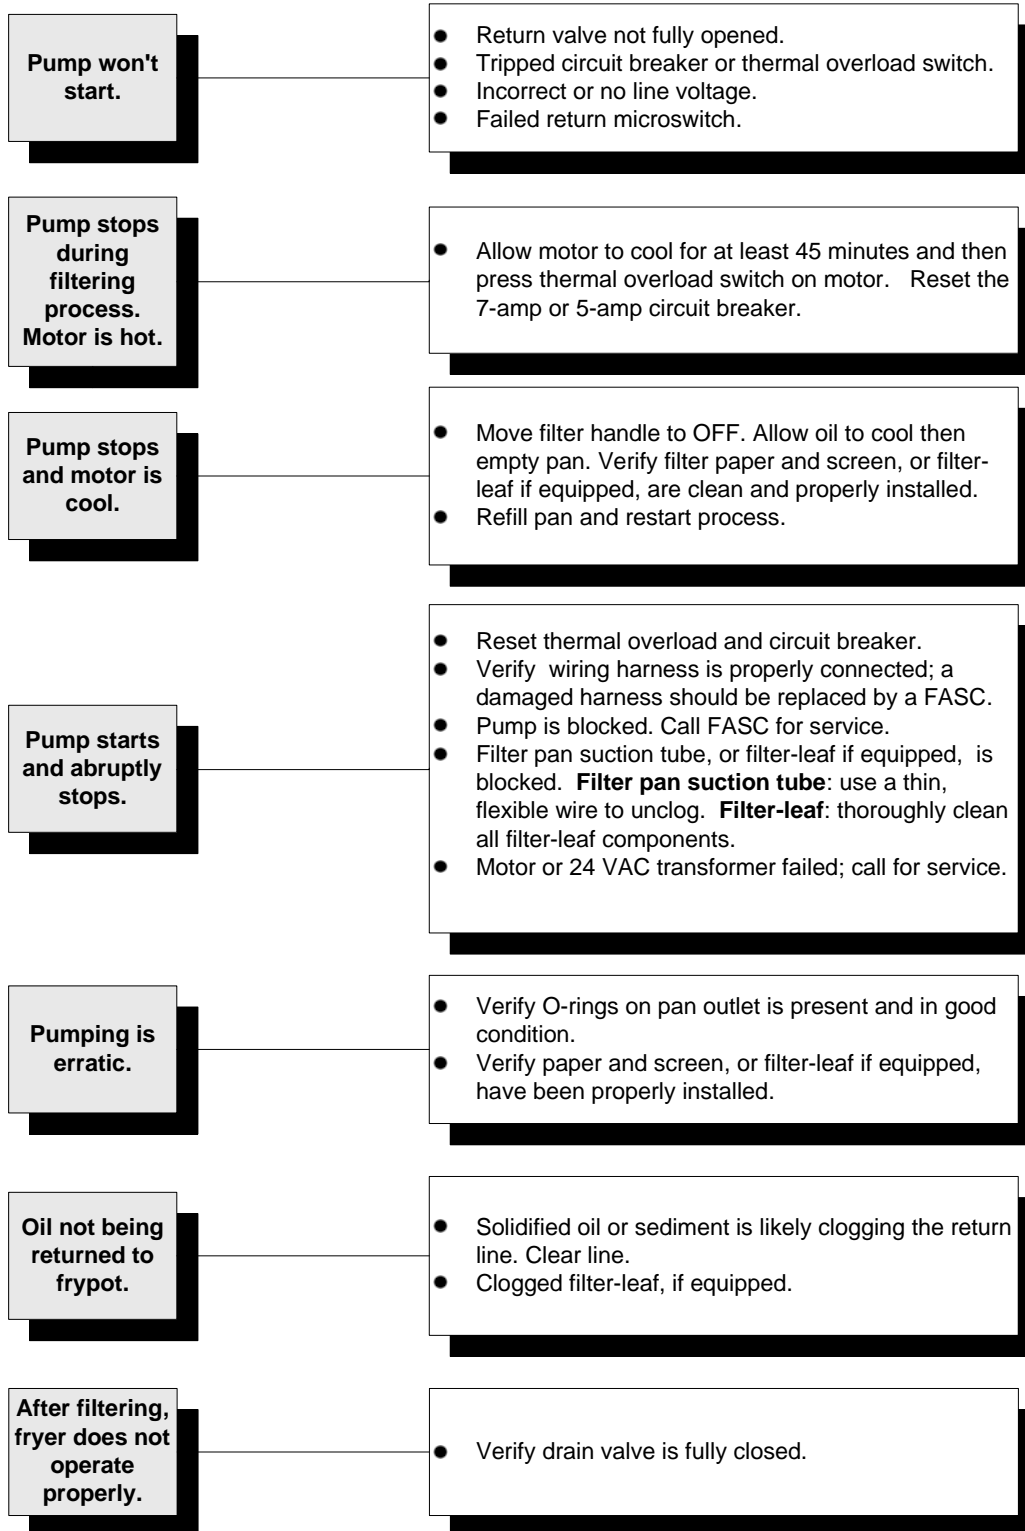 Pump won't
start.
● Return valve not fully opened.
● Tripped circuit breaker or thermal overload switch.
● Incorrect or no line voltage.
● Failed return microswitch.
Pump stops
during
filtering
process.
Motor is hot.
● Allow motor to cool for at least 45 minutes and then
press thermal overload switch on motor. Reset the
7-amp or 5-amp circuit breaker.
Pump stops
and motor is
cool.
● Move filter handle to OFF. Allow oil to cool then
empty pan. Verify filter paper and screen, or filter-
leaf if equipped, are clean and properly installed.
● Refill pan and restart process.
Pump starts
and abruptly
stops.
● Reset thermal overload and circuit breaker.
● Verify wiring harness is properly connected; a
damaged harness should be replaced by a FASC.
● Pump is blocked. Call FASC for service.
● Filter pan suction tube, or filter-leaf if equipped, is
blocked. Filter pan suction tube: use a thin,
flexible wire to unclog. Filter-leaf: thoroughly clean
all filter-leaf components.
● Motor or 24 VAC transformer failed; call for service.
Pumping is
erratic.
● Verify O-rings on pan outlet is present and in good
condition.
● Verify paper and screen, or filter-leaf if equipped,
have been properly installed.
Oil not being
returned to
frypot.
● Solidified oil or sediment is likely clogging the return
line. Clear line.
● Clogged filter-leaf, if equipped.
After filtering,
fryer does not
operate
properly.
● Verify drain valve is fully closed.